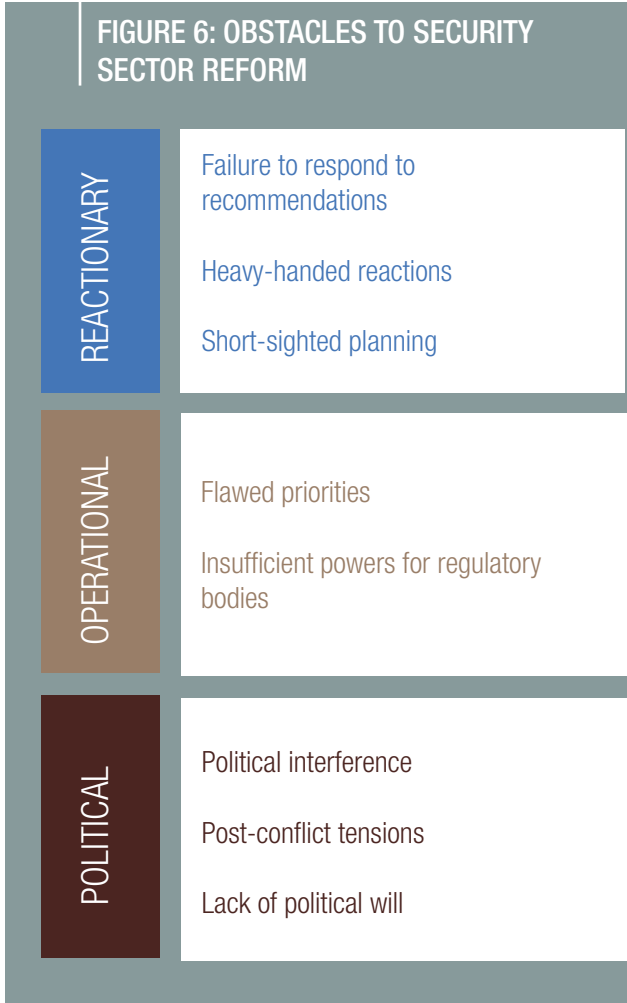 FIGURE 6: OBSTACLES TO SECURITY
SECTOR REFORM
REACTIONARY
Failure to respond to
recommendations
Heavy-handed reactions
Short-sighted planning
OPERATIONAL
Flawed priorities
Insufficient powers for regulatory
bodies
POLITICAL
Political interference
Post-conflict tensions
Lack of political will